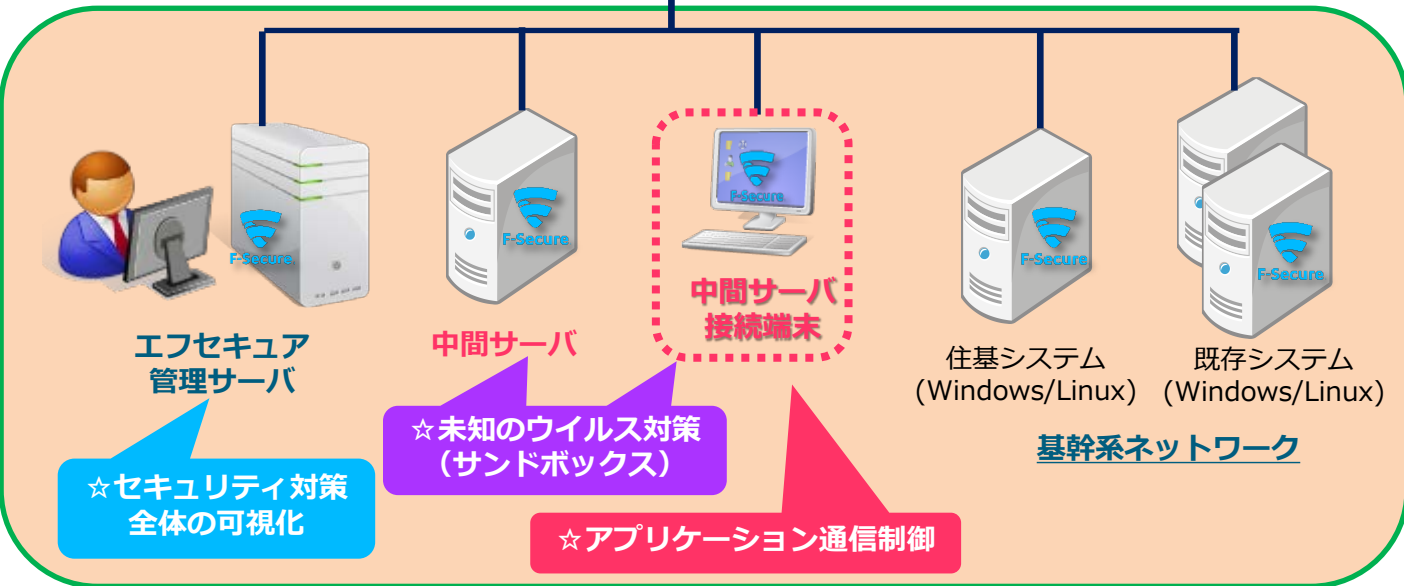 F-Secure
F-Secure
F-Secure
F-Secure
F-Secure
エフセキュア
管理サーバ
中間サーバ
中間サーバ
接続端末
住基システム
(Windows/Linux)
既存システム
(Windows/Linux)
基幹系ネットワーク
☆セキュリティ対策
全体の可視化
☆未知のウイルス対策
（サンドボックス）
☆アプリケーション通信制御